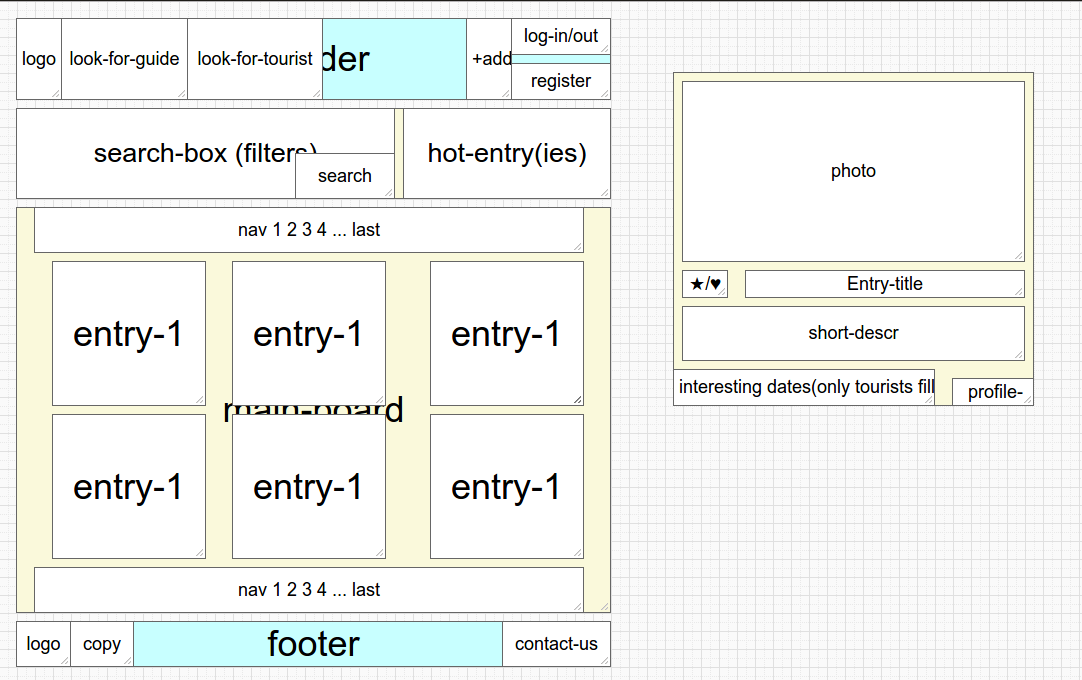 logo
look-for-guide
look-for-tourist
der
+add
log-in/out
register
search-box (filters)
search
hot-entry(ies)
nav 1 2 3 4 ... last
entry-1
entry-1
entry-1
main-board
entry-1
entry-1
entry-1
nav 1 2 3 4 ... last
logo
copy
footer
contact-us
photo
★/♥
Entry-title
short-descr
interesting dates(only tourists fill
profile-